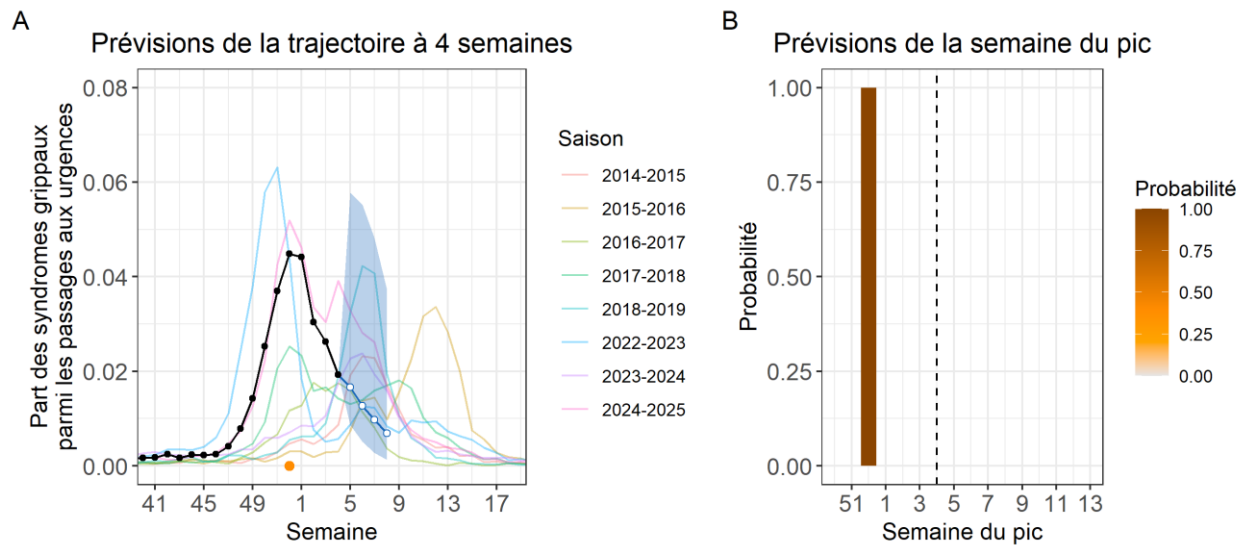 A
Prévisions de la trajectoire à 4 semaines
Part des syndromes grippaux
parmi les passages aux urgences
0.08
0.06
0.04
0.02
0.00
41 45 49 1 5 9 13 17
Semaine
Saison
2014-2015
2015-2016
2016-2017
2017-2018
2018-2019
2022-2023
2023-2024
2024-2025
B
Prévisions de la semaine du pic
Probabilité
1.00
0.75
0.50
0.25
0.00
51 1 3 5 7 9 11 13
Semaine du pic
Probabilité
1.00
0.75
0.50
0.25
0.00